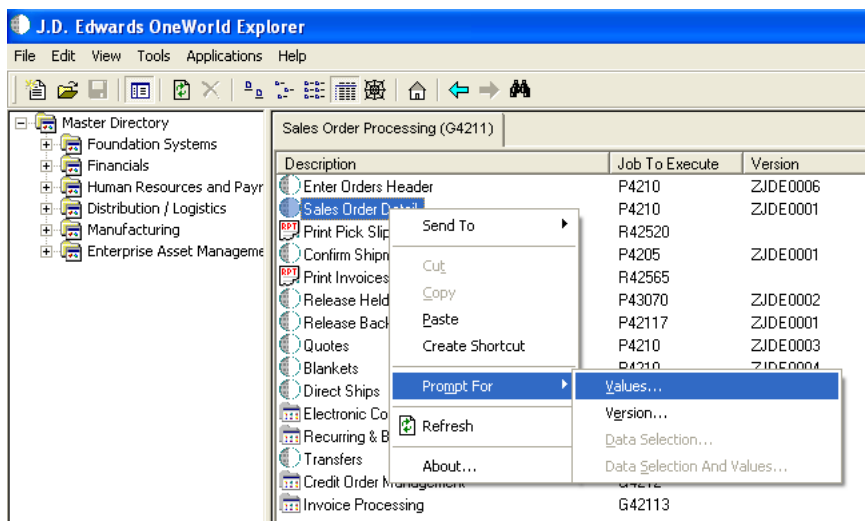 J.D. Edwards OneWorld Explorer
File Edit View Tools Applications Help
Master Directory
Foundation Systems
Financials
Human Resources and Payr
Distribution / Logistics
Manufacturing
Enterprise Asset Manageme
Sales Order Processing (G4211)
Description Job To Execute Version
Enter Orders Header P4210 ZJDE0006
Sales Order Detail P4210 ZJDE0001
Print Pick Slip R42520
Confirm Shipn P4205 ZJDE0001
Print Invoices R42565
Release Held P43070 ZJDE0002
Release Back P42117 ZJDE0001
Quotes P4210 ZJDE0003
Blankets P4210 ZJDE0004
Direct Ships
Electronic Co
Recurring & B
Transfers
Credit Order Management G4212
Invoice Processing G42113
Send To
Cut
Copy
Paste
Create Shortcut
Prompt For
Refresh
About...
Values...
Version...
Data Selection...
Data Selection And Values...